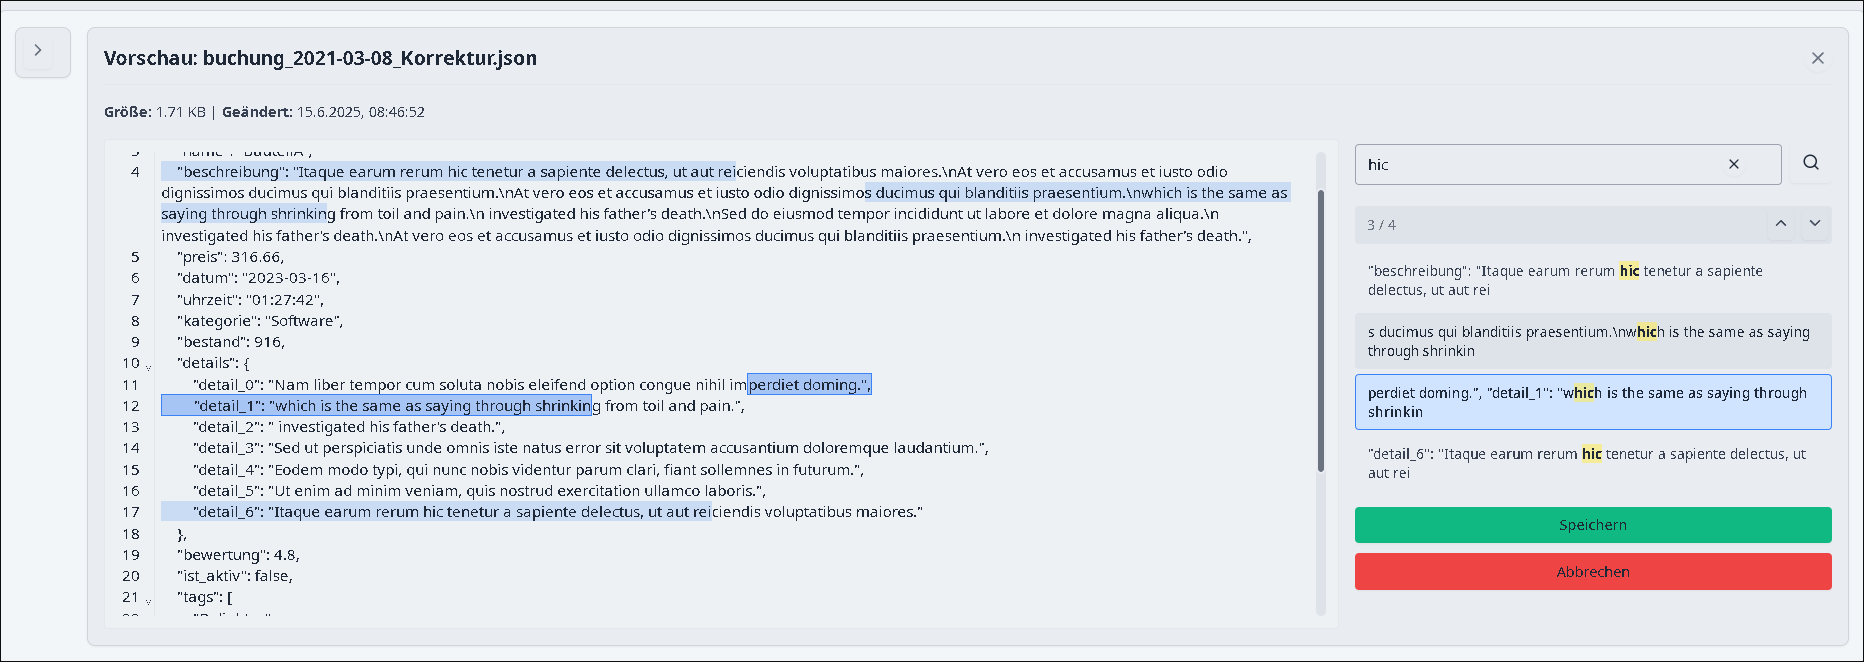 Vorschau: buchung_2021-03-08_Korrektur.json
Größe: 1.71 KB | Geändert: 15.6.2025, 08:46:52
4 "beschreibung": "Itaque earum rerum hic tenetur a sapiente delectus, ut aut reiciendis voluptatibus maiores.\nAt vero eos et accusamus et iusto odio
dignissimos ducimus qui blanditiis praesentium.\nAt vero eos et accusamus et iusto odio dignissimos ducimus qui blanditiis praesentium.\nwhich is the same as
saying through shrinking from toil and pain.\n investigated his father's death.\nSed do eiusmod tempor incididunt ut labore et dolore magna aliqua.\n
investigated his father's death.\nAt vero eos et accusamus et iusto odio dignissimos ducimus qui blanditiis praesentium.\n investigated his father's death.",
5 "preis": 316.66,
6 "datum": "2023-03-16",
7 "uhrzeit": "01:27:42",
8 "kategorie": "Software",
9 "bestand": 916,
10 "details": {
11 "detail_0": "Nam liber tempor cum soluta nobis eleifend option congue nihil imperdiet doming.",
12 "detail_1": "which is the same as saying through shrinking from toil and pain.",
13 "detail_2": " investigated his father's death.",
14 "detail_3": "Sed ut perspiciatis unde omnis iste natus error sit voluptatem accusantium doloremque laudantium.",
15 "detail_4": "Eodem modo typi, qui nunc nobis videntur parum clari, fiant sollemnes in futurum.",
16 "detail_5": "Ut enim ad minim veniam, quis nostrud exercitation ullamco laboris.",
17 "detail_6": "Itaque earum rerum hic tenetur a sapiente delectus, ut aut reiciendis voluptatibus maiores."
18 },
19 "bewertung": 4.8,
20 "ist_aktiv": false,
21 "tags": [
hic
3 / 4
"beschreibung": "Itaque earum rerum hic tenetur a sapiente
delectus, ut aut rei
s ducimus qui blanditiis praesentium.\nwhich is the same as saying
through shrinkin
perdiet doming.", "detail_1": "which is the same as saying through
shrinkin
"detail_6": "Itaque earum rerum hic tenetur a sapiente delectus, ut
aut rei
Speichern
Abbrechen